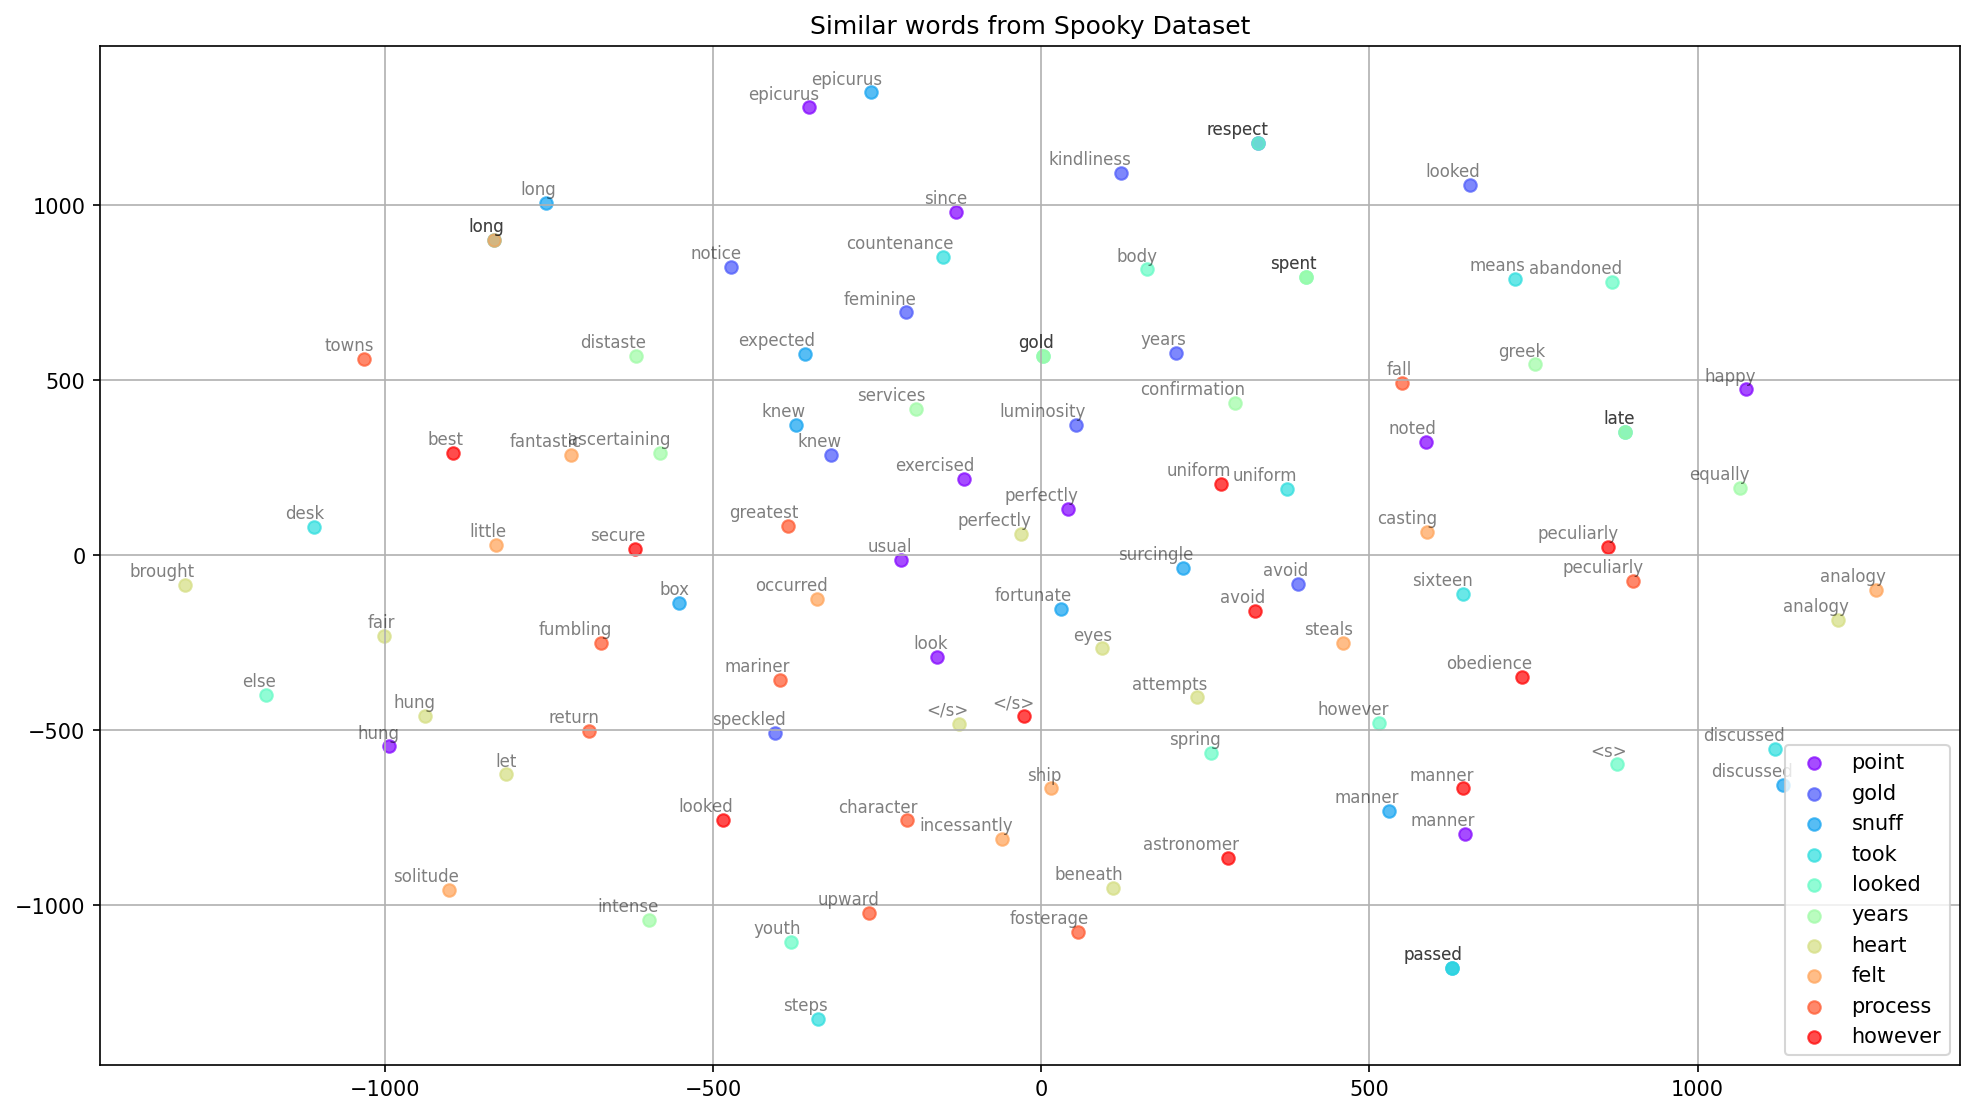 Similar words from Spooky Dataset
epicurus
epicurus
respect
kindliness
looked
long
since
long
countenance
notice
body
spent
means
abandoned
feminine
expected
gold
years
towns
distaste
greek
fall
happy
services
confirmation
knew
luminosity
late
noted
best
fantastic
ascertaining
knew
exercised
uniform
uniform
equally
perfectly
desk
greatest
perfectly
casting
little
secure
usual
peculiarly
brought
surcingle
avoid
peculiarly
analogy
box
occurred
fortunate
avoid
sixteen
analogy
fair
fumbling
look
eyes
steals
mariner
obedience
else
attempts
hung
</s>
</s>
however
hung
return
speckled
spring
discussed
let
<s>
discussed
ship
manner
looked
character
incessantly
manner
manner
astronomer
solitude
beneath
intense
upward
youth
fosterage
passed
steps
1000
500
0
−500
−1000
−1000
−500
0
500
1000
point
gold
snuff
took
looked
years
heart
felt
process
however